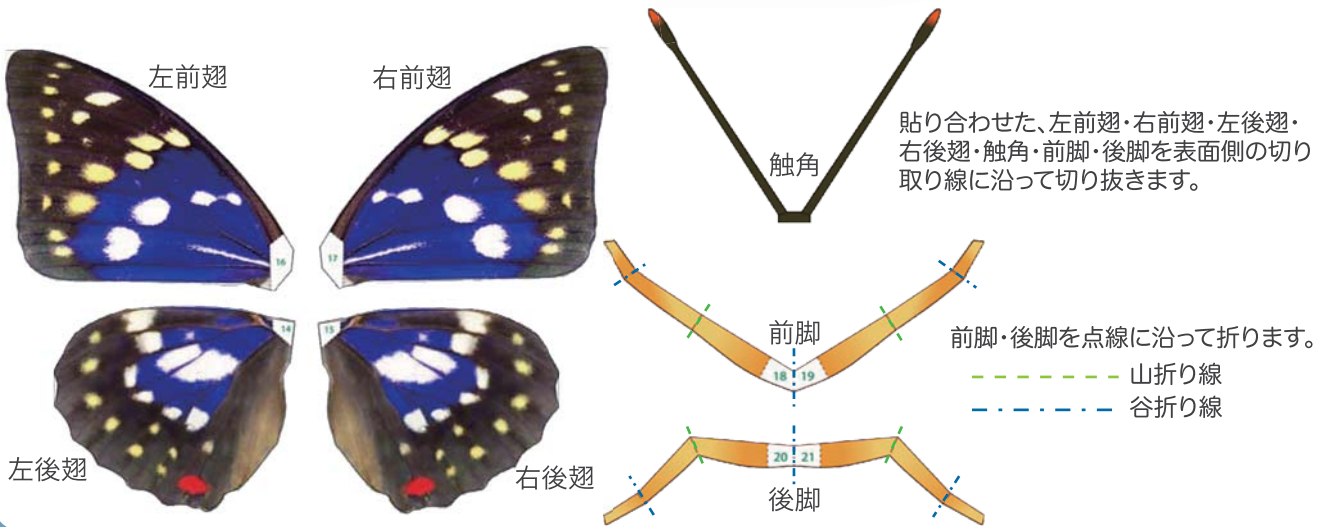 左前翅
右前翅
16
17
14
15
左後翅
右後翅
触角
貼り合わせた、左前翅・右前翅・左後翅・
右後翅・触角・前脚・後脚を表面側の切り
取り線に沿って切り抜きます。
前脚
18 19
20 21
後脚
前脚・後脚を点線に沿って折ります。
山折り線
谷折り線